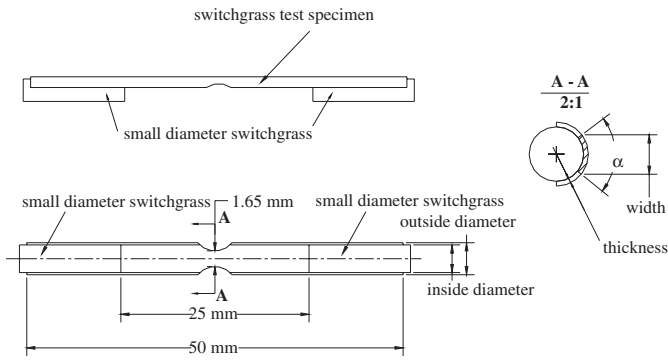 switchgrass test specimen
small diameter switchgrass
A - A
2:1
α
width
thickness
small diameter switchgrass
1.65 mm
small diameter switchgrass
A
outside diameter
inside diameter
A
25 mm
50 mm